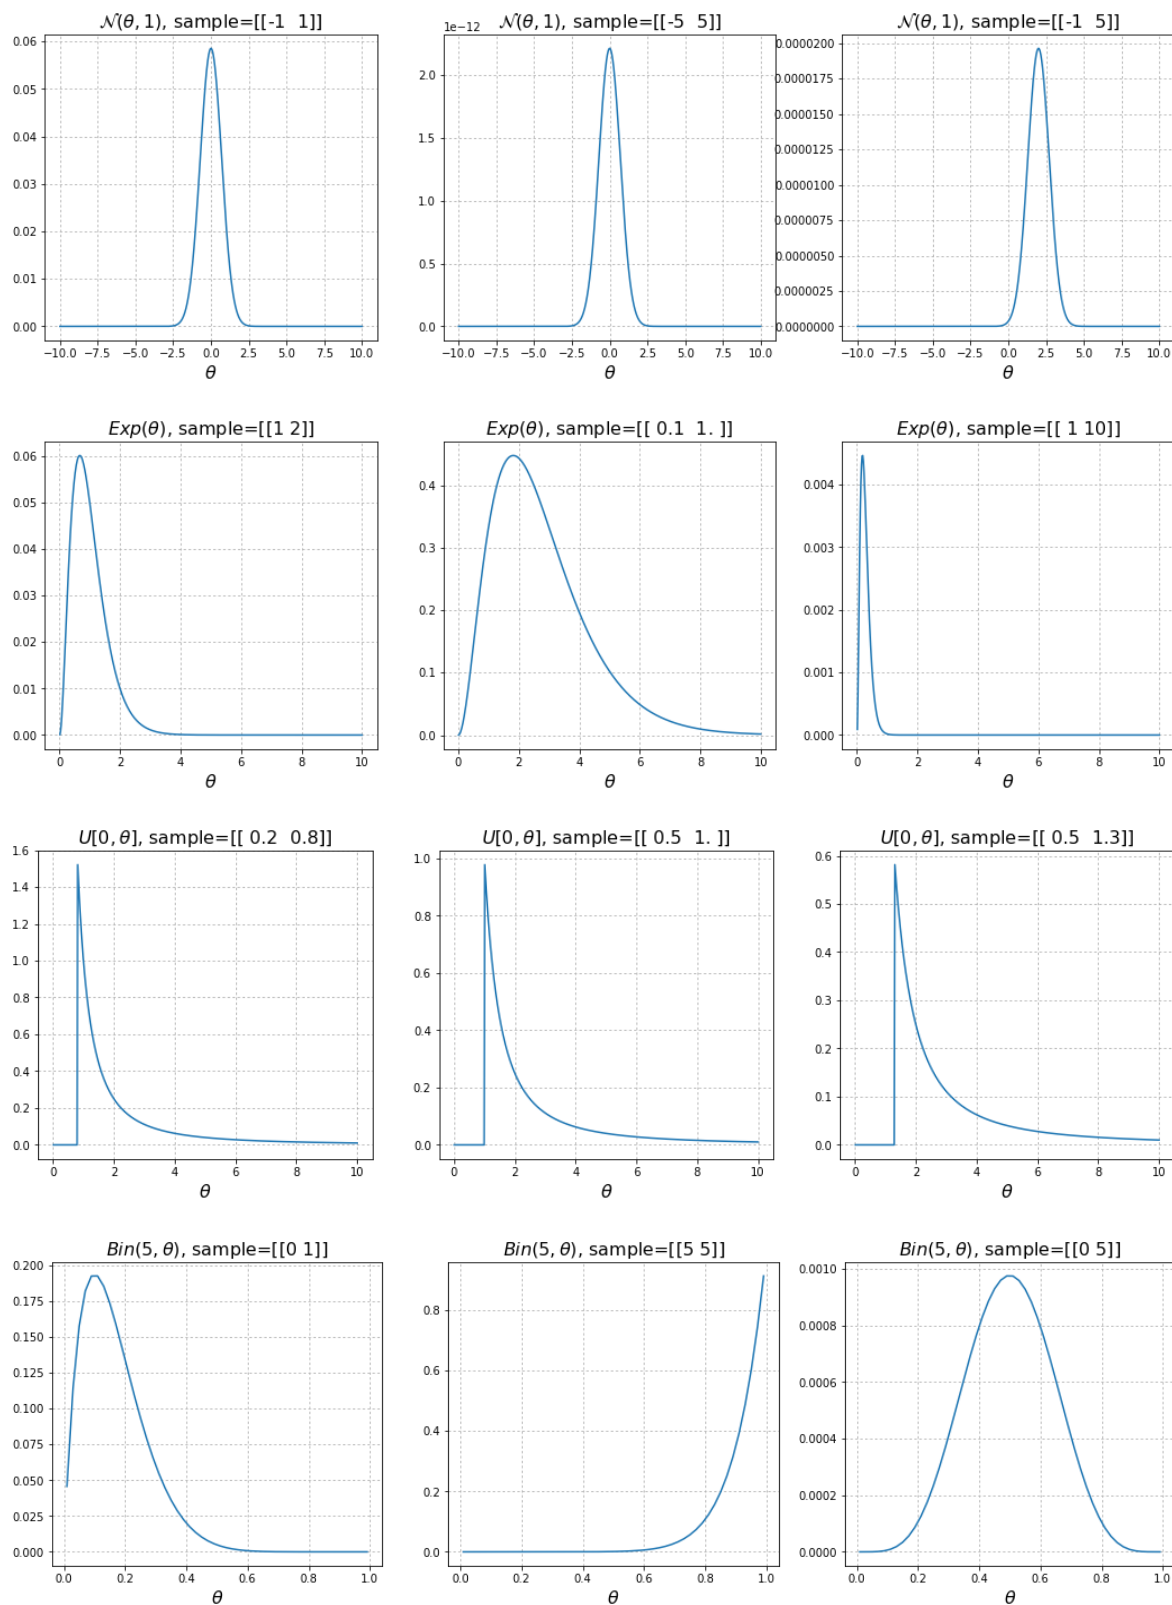 𝒩(θ, 1), sample=[[-1 1]]
0.06
0.05
0.04
0.03
0.02
0.01
0.00
−10.0 −7.5 −5.0 −2.5 0.0 2.5 5.0 7.5 10.0
θ
𝒩(θ, 1), sample=[[-5 5]]
1e−12
2.0
1.5
1.0
0.5
0.0
−10.0 −7.5 −5.0 −2.5 0.0 2.5 5.0 7.5 10.0
θ
𝒩(θ, 1), sample=[[-1 5]]
0.0000200
0.0000175
0.0000150
0.0000125
0.0000100
0.0000075
0.0000050
0.0000025
0.0000000
−10.0 −7.5 −5.0 −2.5 0.0 2.5 5.0 7.5 10.0
θ
Exp(θ), sample=[[1 2]]
0.06
0.05
0.04
0.03
0.02
0.01
0.00
0 2 4 6 8 10
θ
Exp(θ), sample=[[ 0.1 1. ]]
0.4
0.3
0.2
0.1
0.0
0 2 4 6 8 10
θ
Exp(θ), sample=[[ 1 10]]
0.004
0.003
0.002
0.001
0.000
0 2 4 6 8 10
θ
U[0, θ], sample=[[ 0.2 0.8]]
1.6
1.4
1.2
1.0
0.8
0.6
0.4
0.2
0.0
0 2 4 6 8 10
θ
U[0, θ], sample=[[ 0.5 1. ]]
1.0
0.8
0.6
0.4
0.2
0.0
0 2 4 6 8 10
θ
U[0, θ], sample=[[ 0.5 1.3]]
0.6
0.5
0.4
0.3
0.2
0.1
0.0
0 2 4 6 8 10
θ
Bin(5, θ), sample=[[0 1]]
0.200
0.175
0.150
0.125
0.100
0.075
0.050
0.025
0.000
0.0 0.2 0.4 0.6 0.8 1.0
θ
Bin(5, θ), sample=[[5 5]]
0.8
0.6
0.4
0.2
0.0
0.0 0.2 0.4 0.6 0.8 1.0
θ
Bin(5, θ), sample=[[0 5]]
0.0010
0.0008
0.0006
0.0004
0.0002
0.0000
0.0 0.2 0.4 0.6 0.8 1.0
θ